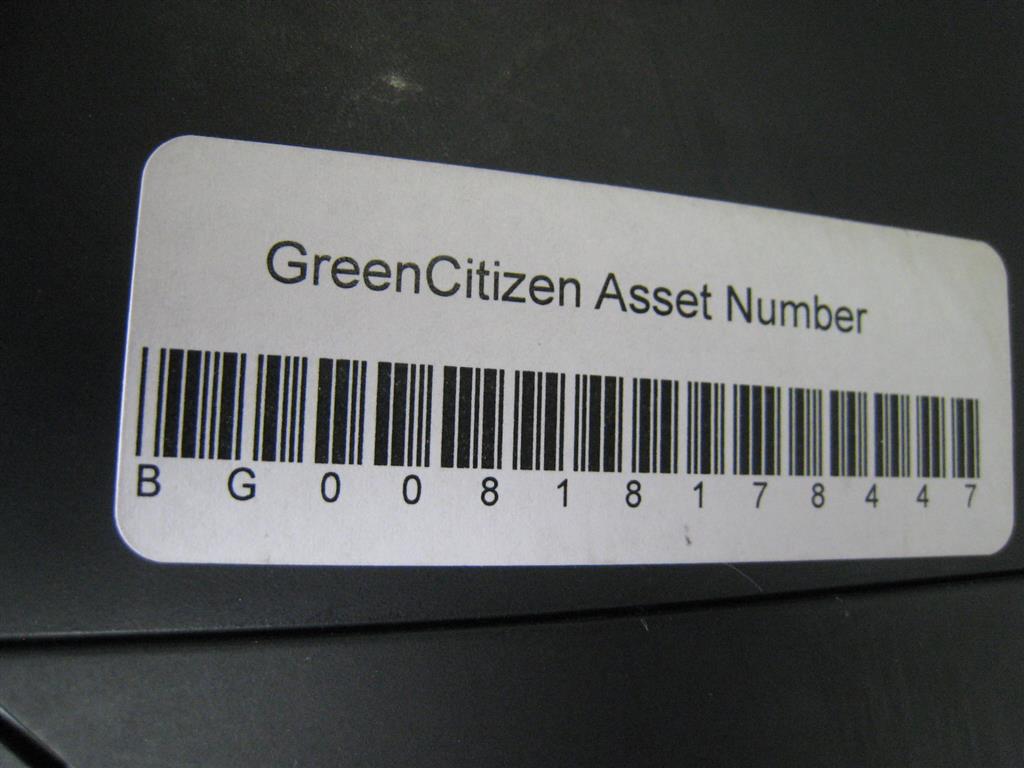 GreenCitizen Asset Number
B G 0 0 8 1 8 1 7 8 4 4 7